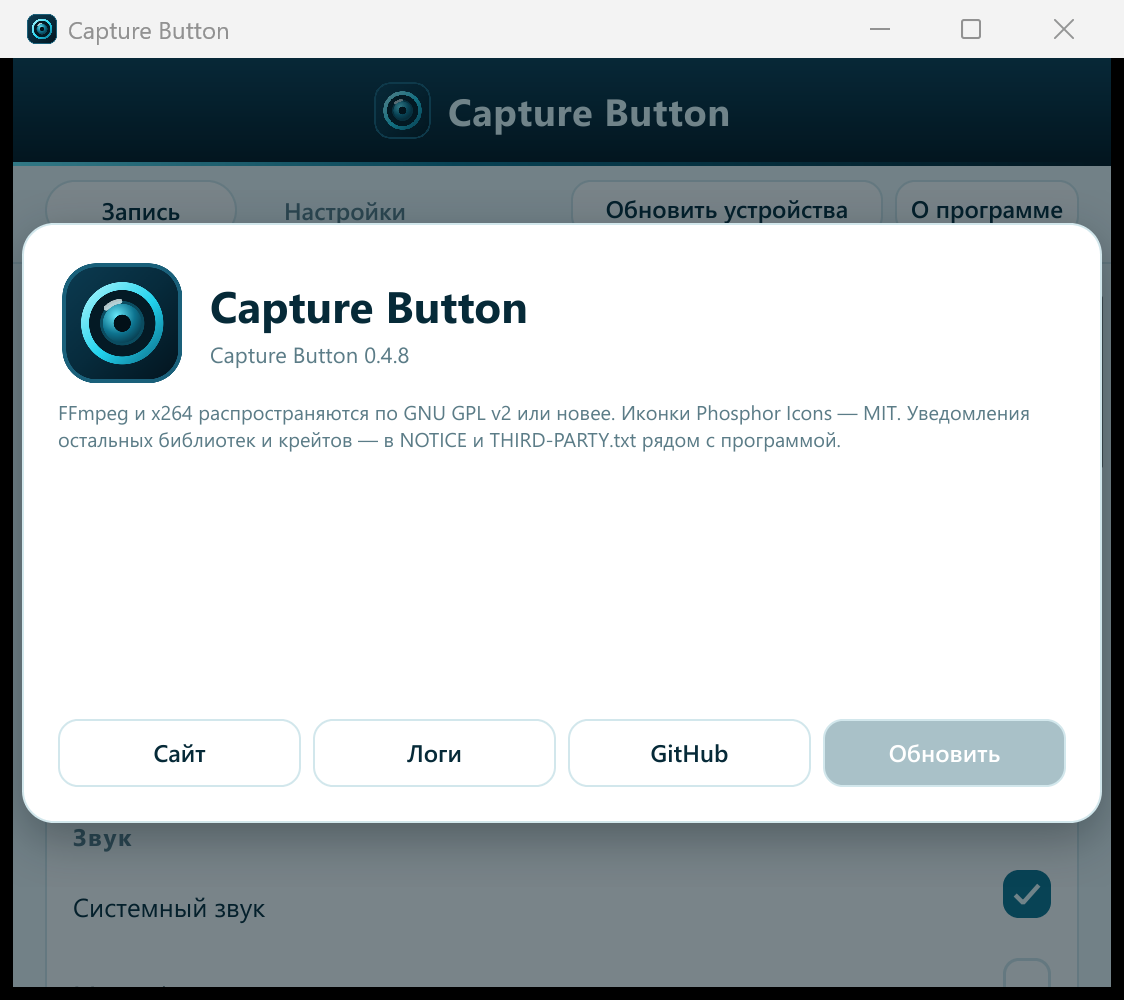 Capture Button
Capture Button
Запись
Настройки
Обновить устройства
О программе
Capture Button
Capture Button 0.4.8
FFmpeg и x264 распространяются по GNU GPL v2 или новее. Иконки Phosphor Icons — MIT. Уведомления
остальных библиотек и крейтов — в NOTICE и THIRD-PARTY.txt рядом с программой.
Сайт
Логи
GitHub
Обновить
Звук
Системный звук